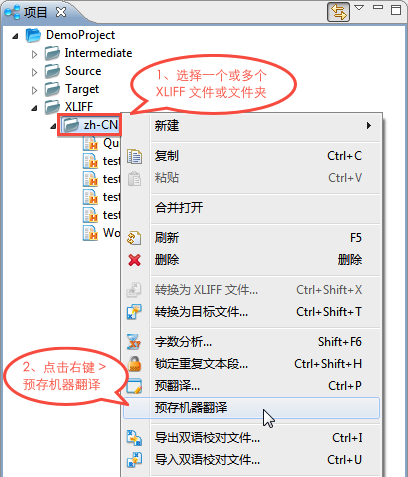 项目
DemoProject
Intermediate
Source
Target
XLIFF
zh-CN
Qu
test
test
test
test
Wo
1、选择一个或多个
XLIFF 文件或文件夹
新建
复制 Ctrl+C
粘贴 Ctrl+V
合并打开
刷新 F5
删除 删除
转换为 XLIFF 文件... Ctrl+Shift+X
转换为目标文件... Ctrl+Shift+T
字数分析... Shift+F6
锁定重复文本段... Ctrl+Shift+H
预翻译... Ctrl+P
预存机器翻译
导出双语校对文件... Ctrl+I
导入双语校对文件... Ctrl+U
2、点击右键 >
预存机器翻译